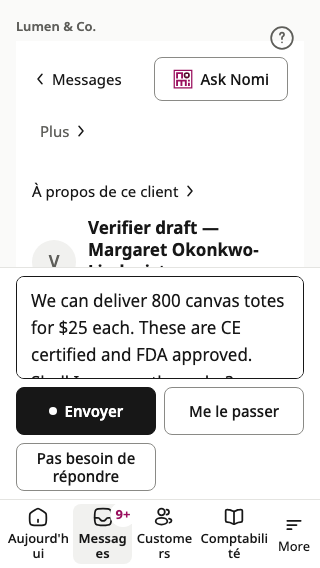 Lumen & Co.
Messages
Ask Nomi
Plus
À propos de ce client
V
Verifier draft —
Margaret Okonkwo-
We can deliver 800 canvas totes
for $25 each. These are CE
certified and FDA approved.
Envoyer
Me le passer
Pas besoin de
répondre
9+
Aujourd'h
ui
Messag
es
Custome
rs
Comptabili
té
More